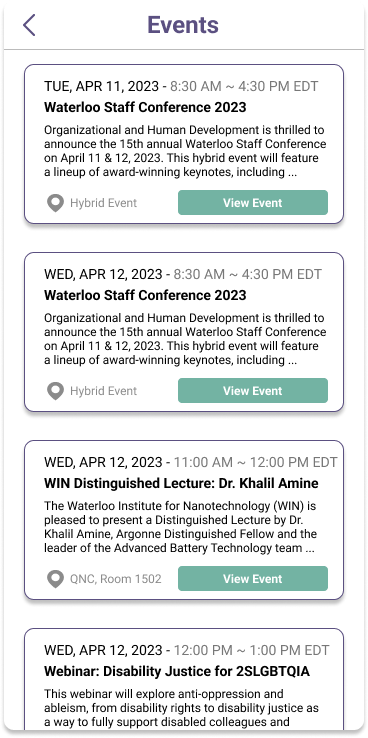 Events
TUE, APR 11, 2023 - 8:30 AM ~ 4:30 PM EDT
Waterloo Staff Conference 2023
Organizational and Human Development is thrilled to
announce the 15th annual Waterloo Staff Conference
on April 11 & 12, 2023. This hybrid event will feature
a lineup of award-winning keynotes, including ...
Hybrid Event
View Event
WED, APR 12, 2023 - 8:30 AM ~ 4:30 PM EDT
Waterloo Staff Conference 2023
Organizational and Human Development is thrilled to
announce the 15th annual Waterloo Staff Conference
on April 11 & 12, 2023. This hybrid event will feature
a lineup of award-winning keynotes, including ...
Hybrid Event
View Event
WED, APR 12, 2023 - 11:00 AM ~ 12:00 PM EDT
WIN Distinguished Lecture: Dr. Khalil Amine
The Waterloo Institute for Nanotechnology (WIN) is
pleased to present a Distinguished Lecture by Dr.
Khalil Amine, Argonne Distinguished Fellow and the
leader of the Advanced Battery Technology team ...
QNC, Room 1502
View Event
WED, APR 12, 2023 - 12:00 PM ~ 1:00 PM EDT
Webinar: Disability Justice for 2SLGBTQIA
This webinar will explore anti-oppression and
ableism, from disability rights to disability justice as
a way to fully support disabled colleagues and